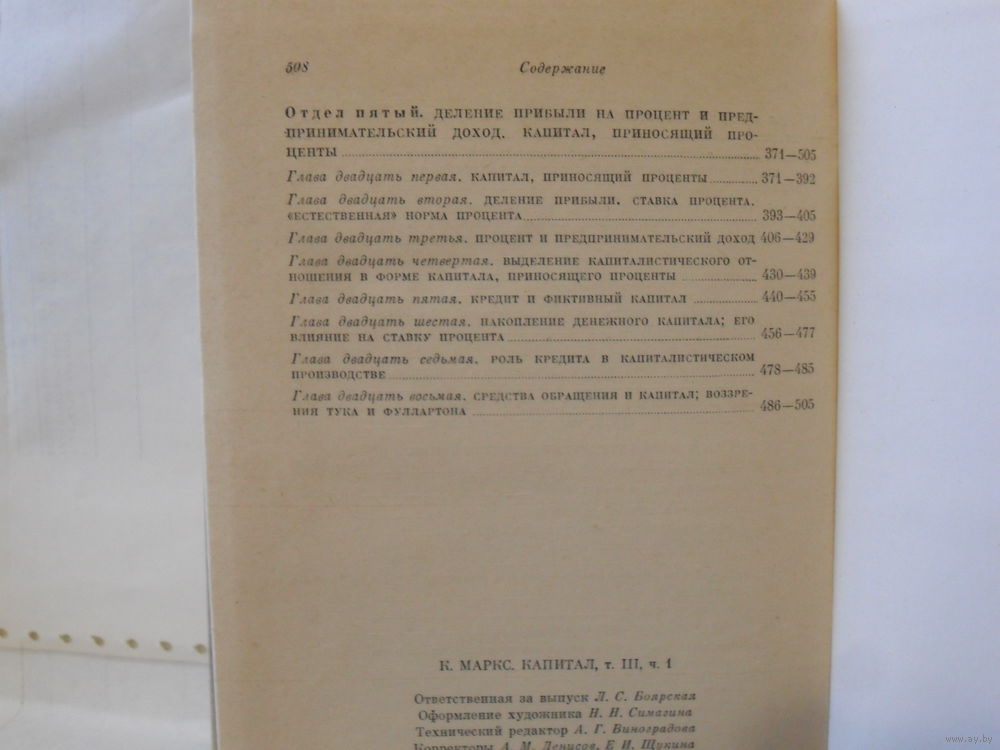 508 Содержание
Отдел пятый. ДЕЛЕНИЕ ПРИБЫЛИ НА ПРОЦЕНТ И ПРЕД-
ПРИНИМАТЕЛЬСКИЙ ДОХОД. КАПИТАЛ, ПРИНОСЯЩИЙ ПРО-
ЦЕНТЫ 371—505
Глава двадцать первая. КАПИТАЛ, ПРИНОСЯЩИЙ ПРОЦЕНТЫ 371—392
Глава двадцать вторая. ДЕЛЕНИЕ ПРИБЫЛИ. СТАВКА ПРОЦЕНТА.
«ЕСТЕСТВЕННАЯ» НОРМА ПРОЦЕНТА 393—405
Глава двадцать третья. ПРОЦЕНТ И ПРЕДПРИНИМАТЕЛЬСКИЙ ДОХОД 406—429
Глава двадцать четвертая. ВЫДЕЛЕНИЕ КАПИТАЛИСТИЧЕСКОГО ОТ-
НОШЕНИЯ В ФОРМЕ КАПИТАЛА, ПРИНОСЯЩЕГО ПРОЦЕНТЫ 430—439
Глава двадцать пятая. КРЕДИТ И ФИКТИВНЫЙ КАПИТАЛ 440—455
Глава двадцать шестая. НАКОПЛЕНИЕ ДЕНЕЖНОГО КАПИТАЛА; ЕГО
ВЛИЯНИЕ НА СТАВКУ ПРОЦЕНТА 456—477
Глава двадцать седьмая. РОЛЬ КРЕДИТА В КАПИТАЛИСТИЧЕСКОМ
ПРОИЗВОДСТВЕ 478—485
Глава двадцать восьмая. СРЕДСТВА ОБРАЩЕНИЯ И КАПИТАЛ; ВОЗЗРЕ-
НИЯ ТУКА И ФУЛЛАРТОНА 486—505
К. МАРКС. КАПИТАЛ, т. III, ч. 1
Ответственная за выпуск Л. С. Боярская
Оформление художника Н. Н. Симагина
Технический редактор А. Г. Виноградова
Корректоры А. М. Денисов, Е. И. Щукина
www.ay.by